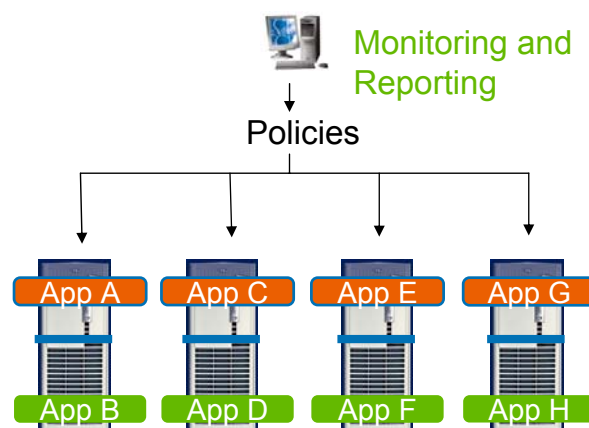 Monitoring and
Reporting
Policies
App A
App C
App E
App G
App B
App D
App F
App H